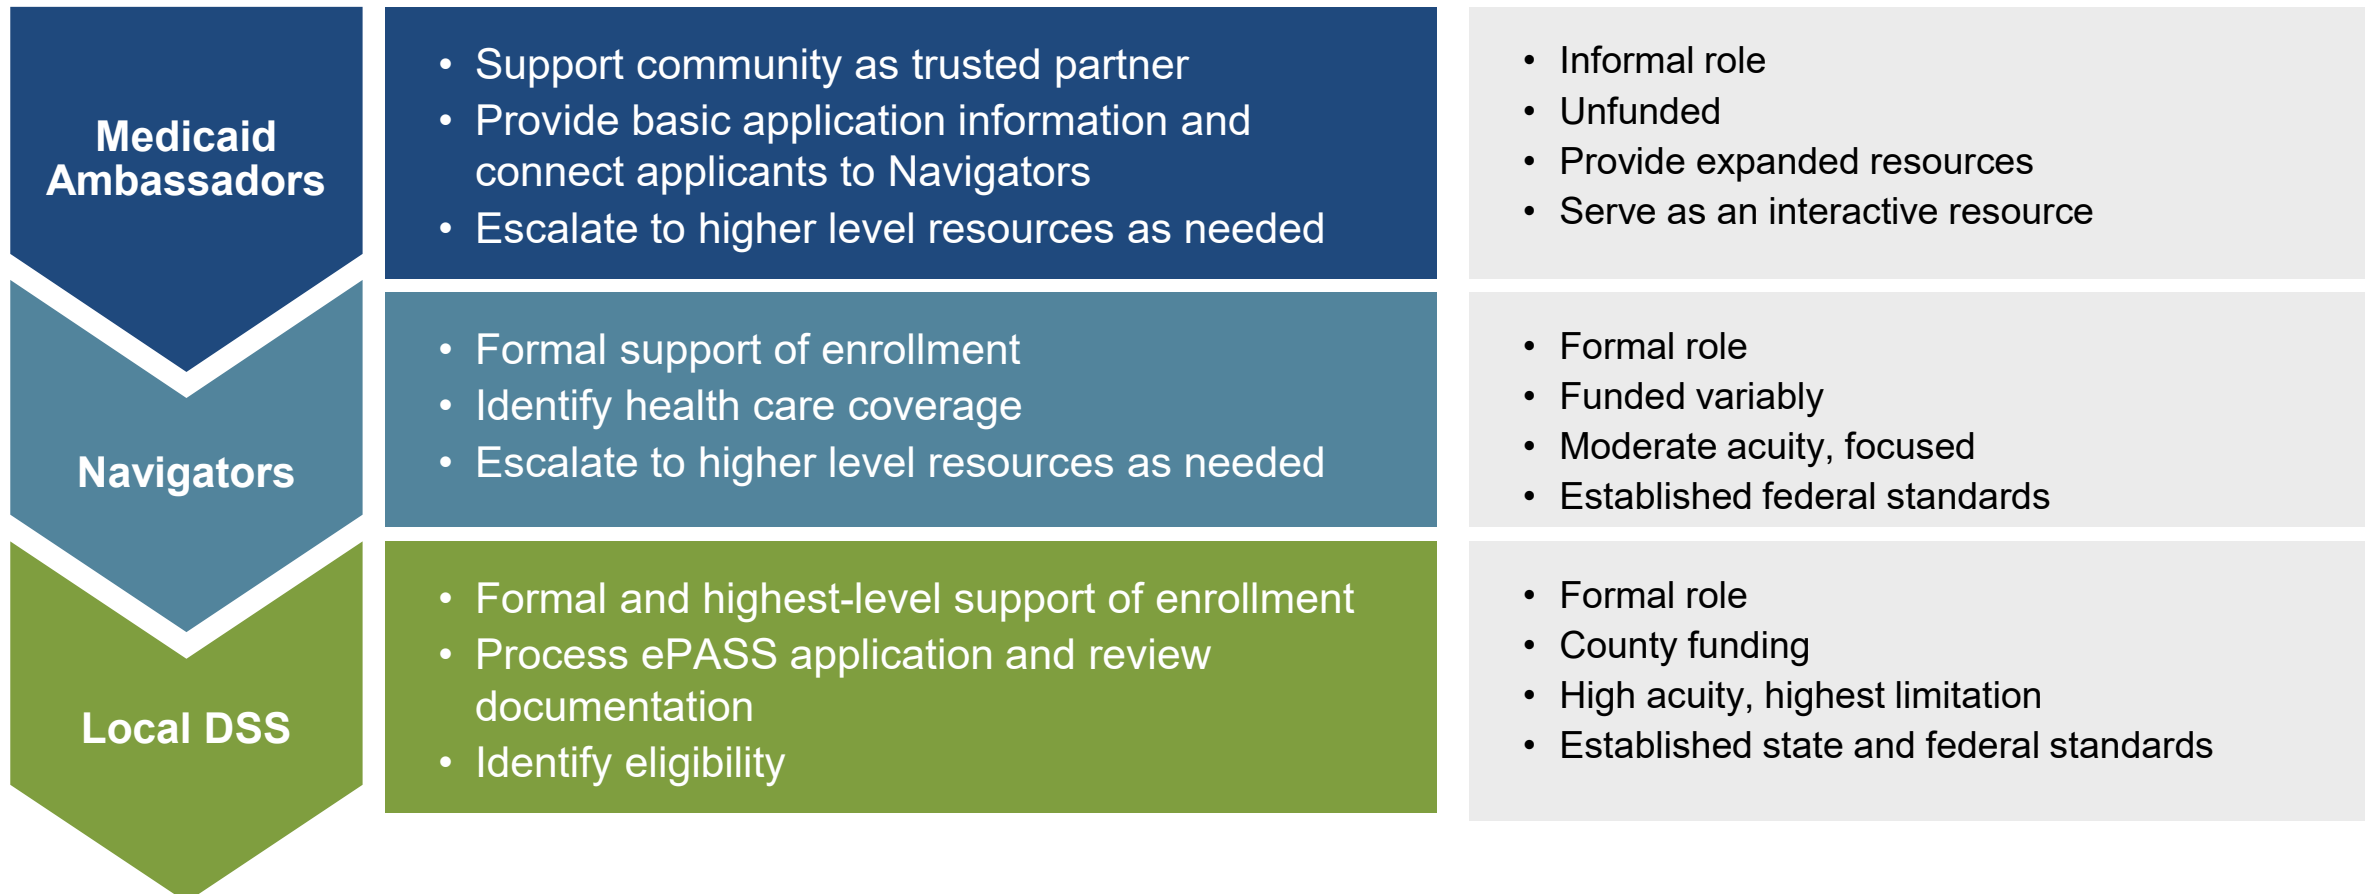 Medicaid
Ambassadors
• Support community as trusted partner
• Provide basic application information and
connect applicants to Navigators
• Escalate to higher level resources as needed
• Informal role
• Unfunded
• Provide expanded resources
• Serve as an interactive resource
Navigators
• Formal support of enrollment
• Identify health care coverage
• Escalate to higher level resources as needed
• Formal role
• Funded variably
• Moderate acuity, focused
• Established federal standards
Local DSS
• Formal and highest-level support of enrollment
• Process ePASS application and review
documentation
• Identify eligibility
• Formal role
• County funding
• High acuity, highest limitation
• Established state and federal standards